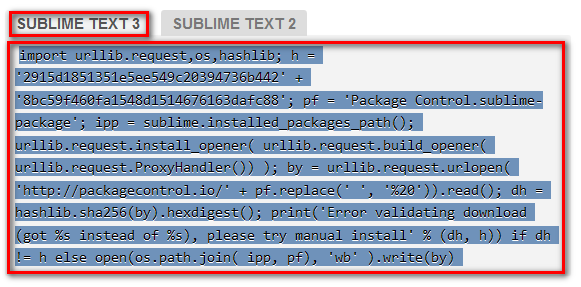 SUBLIME TEXT 3 SUBLIME TEXT 2
import urllib.request,os,hashlib; h =
'2915d1851351e5ee549c20394736b442' +
'8bc59f460fa1548d1514676163dafc88'; pf = 'Package Control.sublime-
package'; ipp = sublime.installed_packages_path();
urllib.request.install_opener( urllib.request.build_opener(
urllib.request.ProxyHandler()) ); by = urllib.request.urlopen(
'http://packagecontrol.io/' + pf.replace(' ', '%20')).read(); dh =
hashlib.sha256(by).hexdigest(); print('Error validating download
(got %s instead of %s), please try manual install' % (dh, h)) if dh
!= h else open(os.path.join( ipp, pf), 'wb' ).write(by)